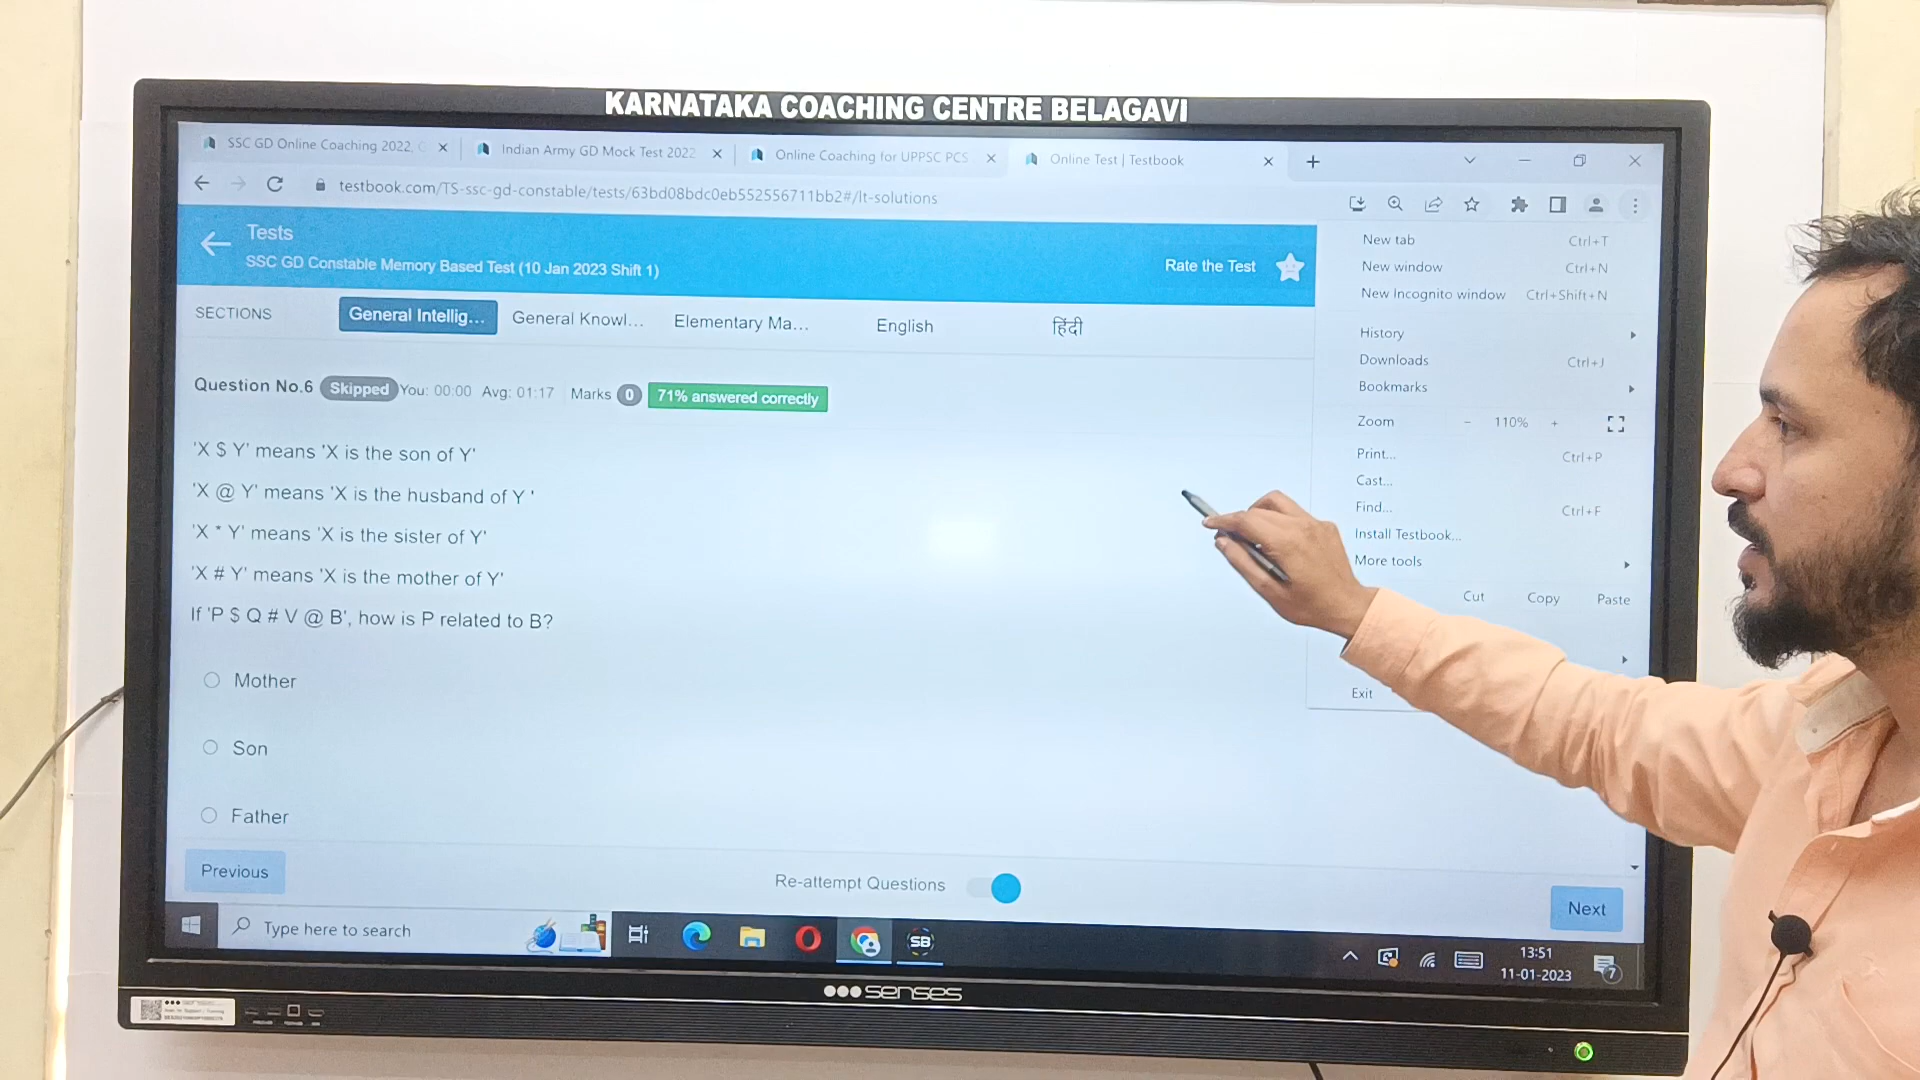 KARNATAKA COACHING CENTRE BELAGAVI
SSC GD Online Coaching 2022, Indian Army GD Mock Test 2022 Online Coaching for UPPSC PCS Online Test | Testbook
testbook.com/TS-ssc-gd-constable/tests/63bd08bdc0eb552556711bb2#/lt-solutions
Tests
SSC GD Constable Memory Based Test (10 Jan 2023 Shift 1)
Rate the Test
SECTIONS General Intellig... General Knowl... Elementary Ma... English हिंदी
Question No.6 Skipped You: 00:00 Avg: 01:17 Marks 0 71% answered correctly
'X $ Y' means 'X is the son of Y'
'X @ Y' means 'X is the husband of Y '
'X * Y' means 'X is the sister of Y'
'X # Y' means 'X is the mother of Y'
If 'P $ Q # V @ B', how is P related to B?
Mother
Son
Father
Previous
Re-attempt Questions
Next
New tab Ctrl+T
New window Ctrl+N
New Incognito window Ctrl+Shift+N
History
Downloads Ctrl+J
Bookmarks
Zoom - 110% +
Print... Ctrl+P
Cast...
Find... Ctrl+F
Install Testbook...
More tools
Cut Copy Paste
Exit
Type here to search
SB
13:51
11-01-2023
7
senses